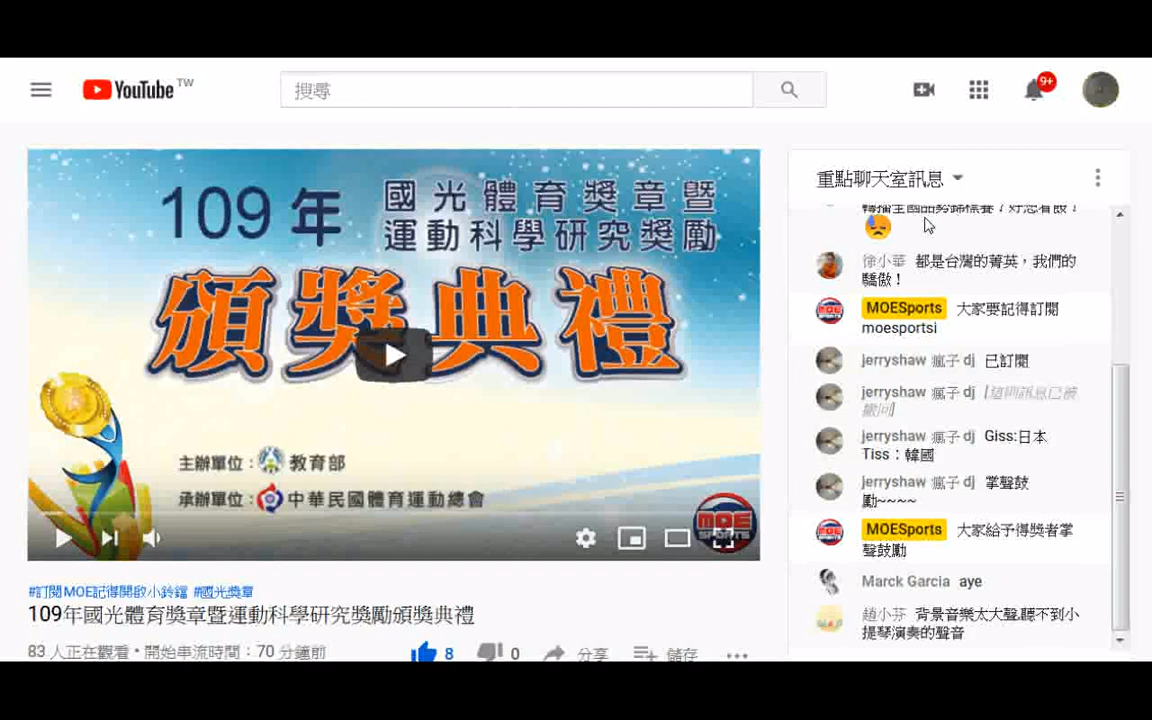 YouTube TW
搜尋
9+
109年
國光體育獎章暨
運動科學研究獎勵
頒獎典禮
主辦單位：教育部
承辦單位：中華民國體育運動總會
MOE
SPORTS
#訂閱MOE記得開啟小鈴鐺 #國光獎章
109年國光體育獎章暨運動科學研究獎勵頒獎典禮
83 人正在觀看 • 開始串流時間：70 分鐘前
8
0
分享
儲存
重點聊天室訊息
徐小華 都是台灣的菁英，我們的
驕傲！
MOESports 大家要記得訂閱
moesportsi
jerryshaw 瘋子 dj 已訂閱
jerryshaw 瘋子 dj [這則訊息已被
撤回]
jerryshaw 瘋子 dj Giss:日本
Tiss：韓國
jerryshaw 瘋子 dj 掌聲鼓
勵~~~~
MOESports 大家給予得獎者掌
聲鼓勵
Marck Garcia aye
趙小芬 背景音樂太大聲,聽不到小
提琴演奏的聲音